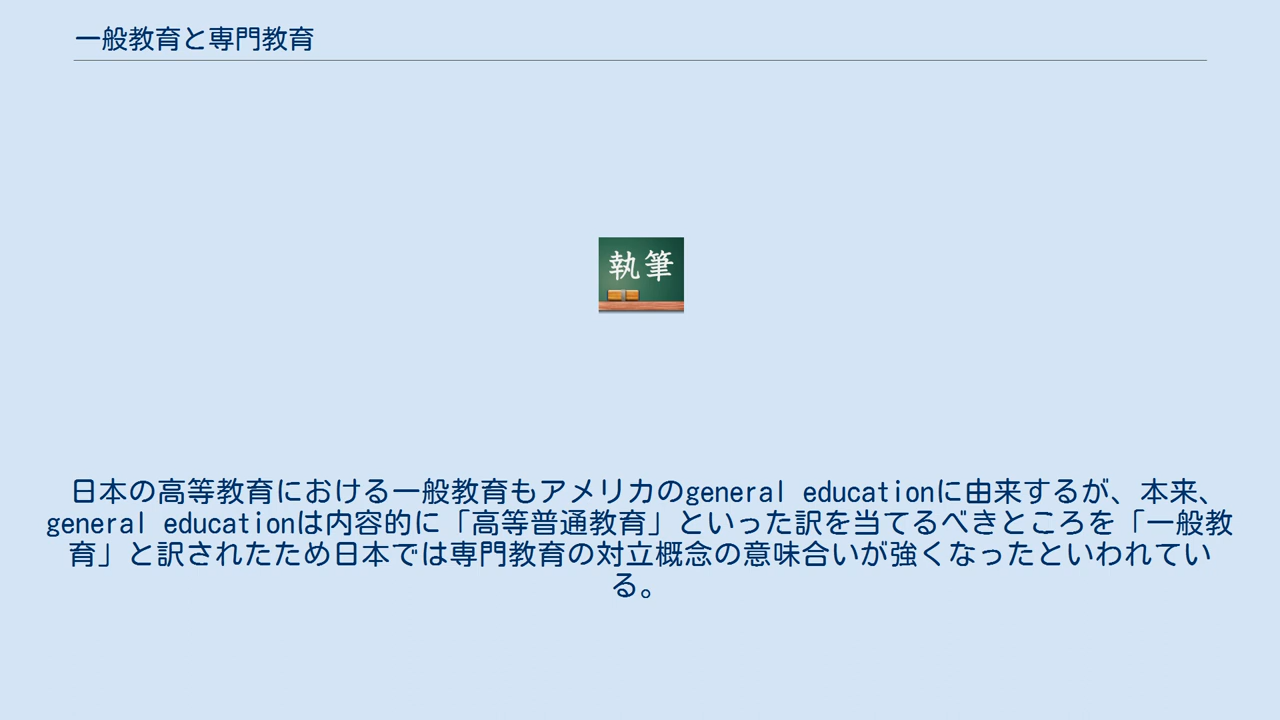 一般教育と専門教育
執筆
日本の高等教育における一般教育もアメリカのgeneral educationに由来するが、本来、
general educationは内容的に「高等普通教育」といった訳を当てるべきところを「一般教
育」と訳されたため日本では専門教育の対立概念の意味合いが強くなったといわれてい
る。